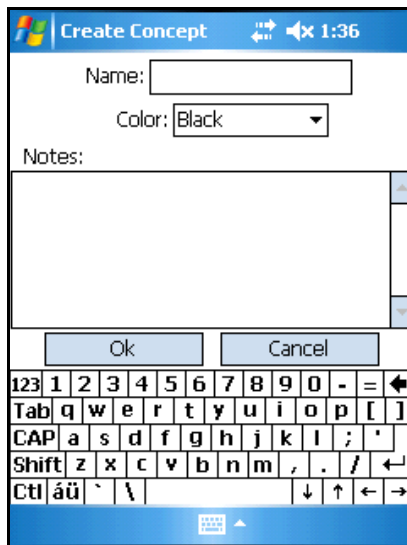 Create Concept 1:36
Name:
Color: Black
Notes:
Ok Cancel
123 1 2 3 4 5 6 7 8 9 0 - = ←
Tab q w e r t y u i o p [ ]
CAP a s d f g h j k l ; '
Shift z x c v b n m , . / ↵
Ctl áü ` \ ↓ ↑ ← →